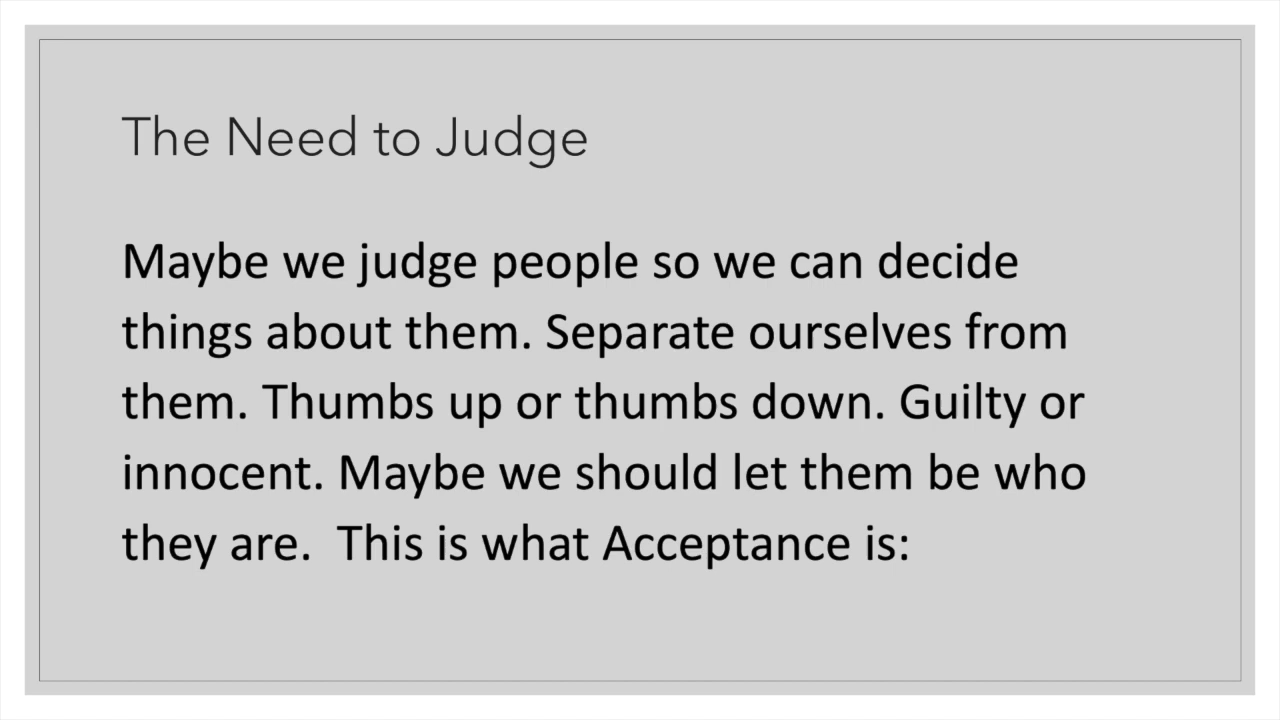 The Need to Judge
Maybe we judge people so we can decide
things about them. Separate ourselves from
them. Thumbs up or thumbs down. Guilty or
innocent. Maybe we should let them be who
they are.  This is what Acceptance is: